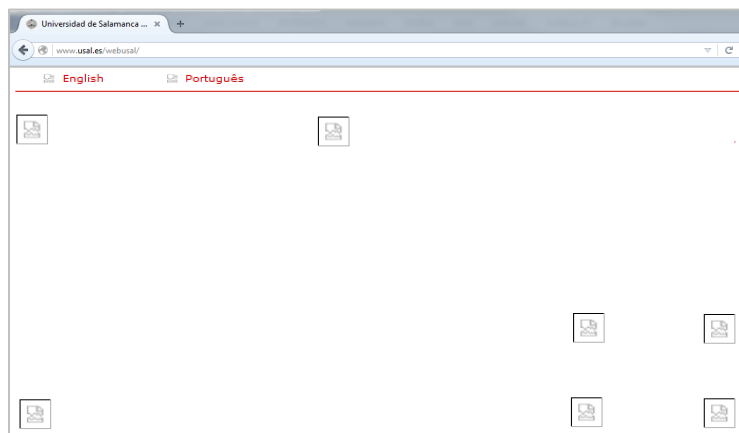 Universidad de Salamanca ... × +
www.usal.es/webusal/
English Português